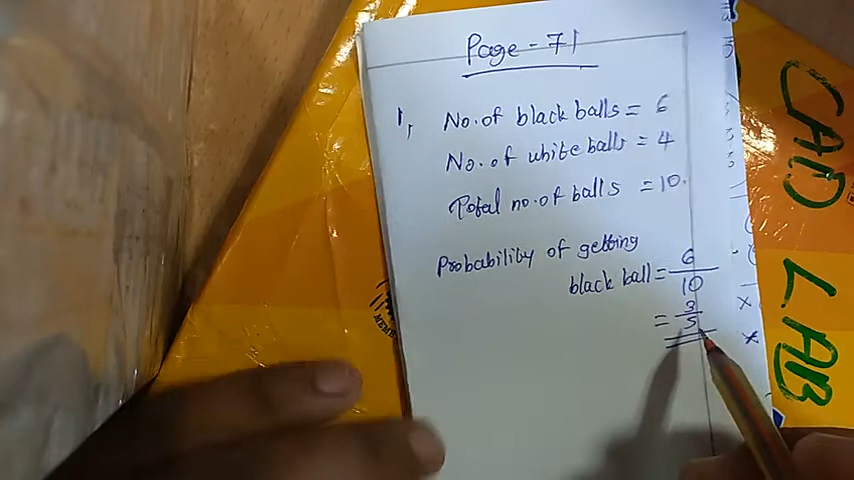 Page - 71
1, No. of black balls = 6
No. of white balls = 4
Total no. of balls = 10.
Probability of getting
black ball = 6/10
= 3/5
CAD
LAB